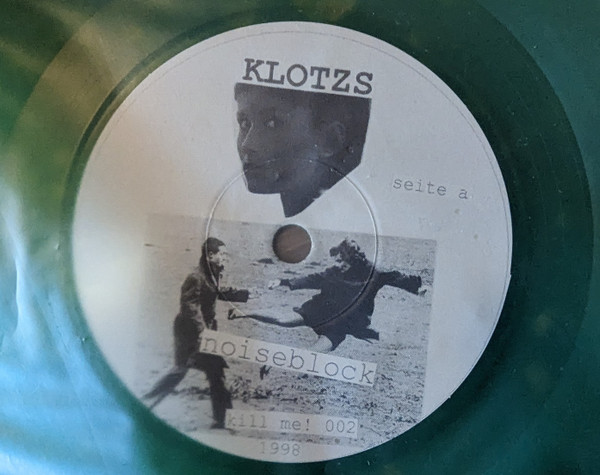 KLOTZS
seite a
noiseblock
kill me! 002
1998